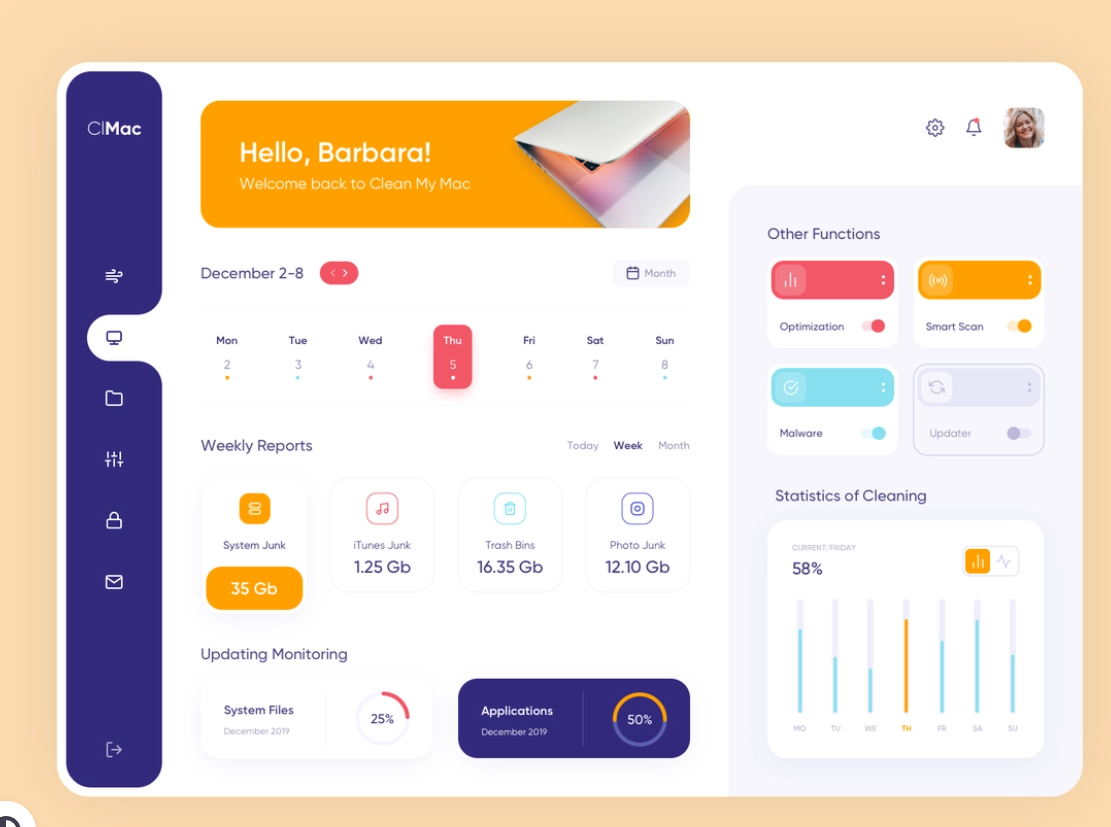 ClMac
Hello, Barbara!
Welcome back to Clean My Mac
December 2-8
Month
Mon Tue Wed Thu Fri Sat Sun
2 3 4 5 6 7 8
Weekly Reports
Today Week Month
System Junk
35 Gb
iTunes Junk
1.25 Gb
Trash Bins
16.35 Gb
Photo Junk
12.10 Gb
Updating Monitoring
System Files
December 2019
25%
Applications
December 2019
50%
Other Functions
Optimization
Smart Scan
Malware
Updater
Statistics of Cleaning
CURRENT/FRIDAY
58%
MO TU WE TH FR SA SU